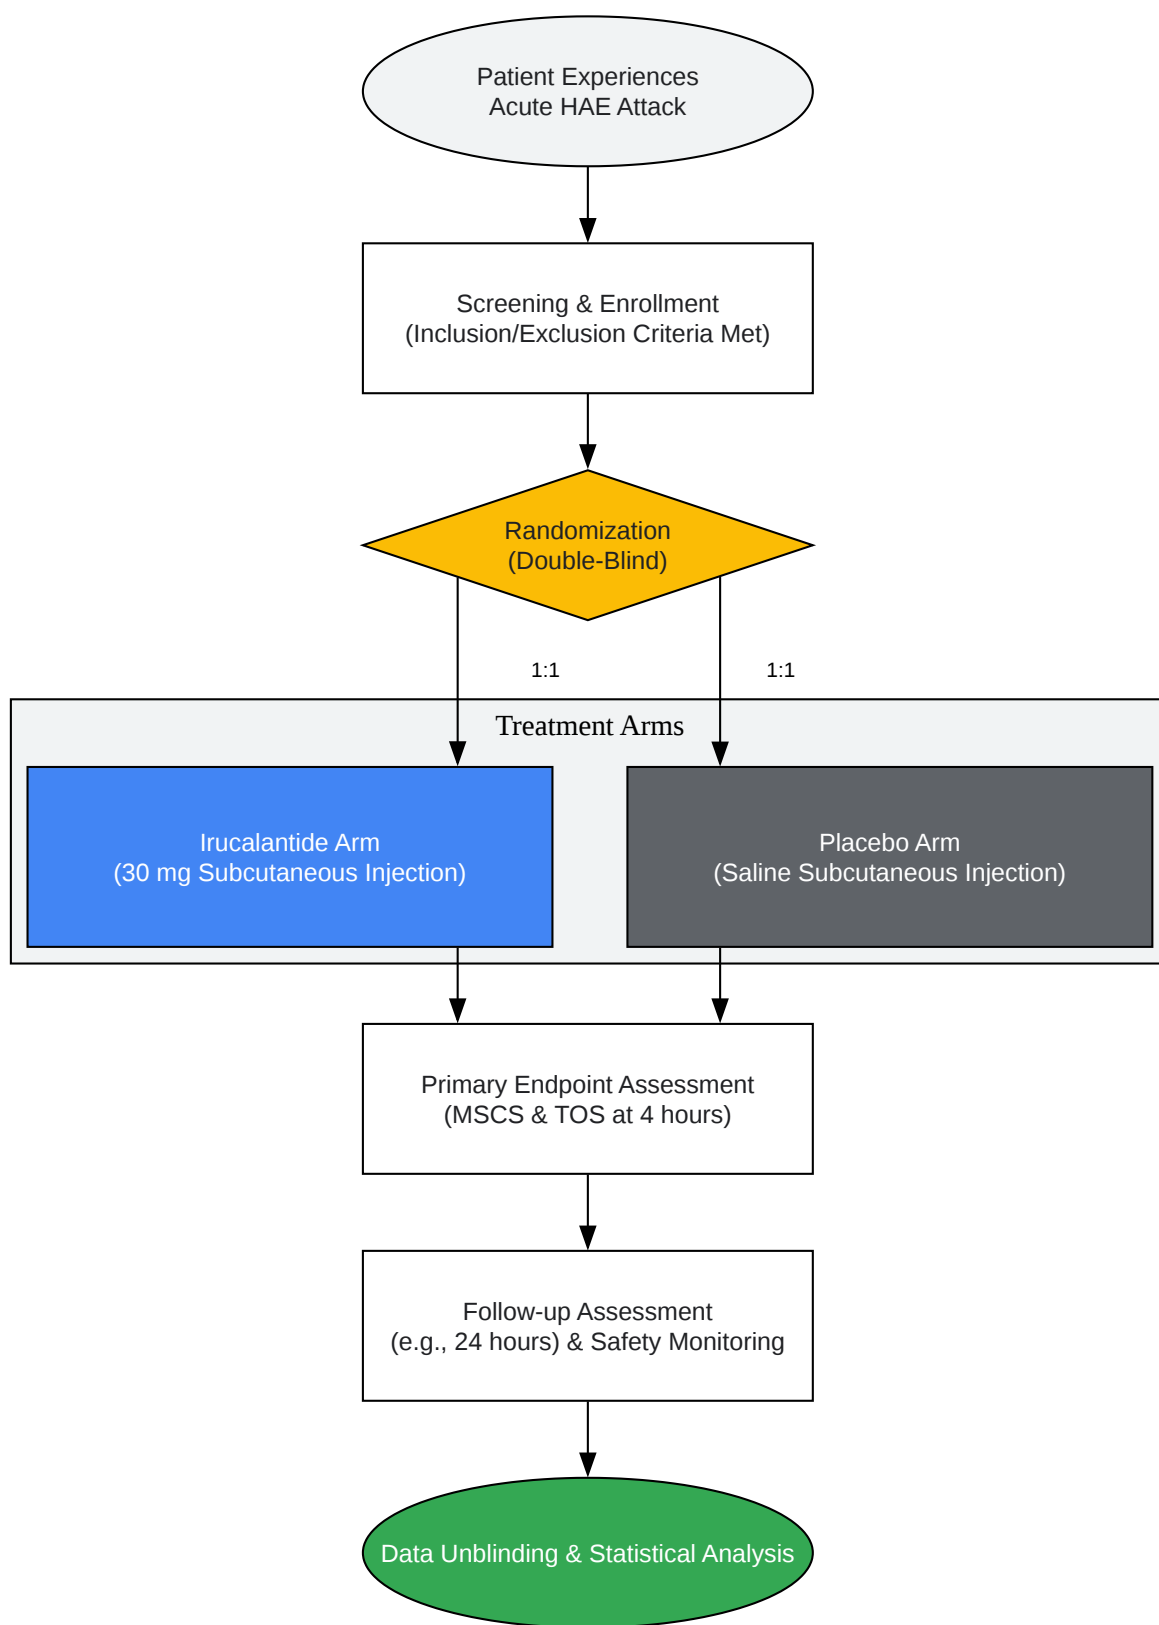 Patient Experiences
Acute HAE Attack
Screening & Enrollment
(Inclusion/Exclusion Criteria Met)
Randomization
(Double-Blind)
1:1
1:1
Treatment Arms
Irucalantide Arm
(30 mg Subcutaneous Injection)
Placebo Arm
(Saline Subcutaneous Injection)
Primary Endpoint Assessment
(MSCS & TOS at 4 hours)
Follow-up Assessment
(e.g., 24 hours) & Safety Monitoring
Data Unblinding & Statistical Analysis